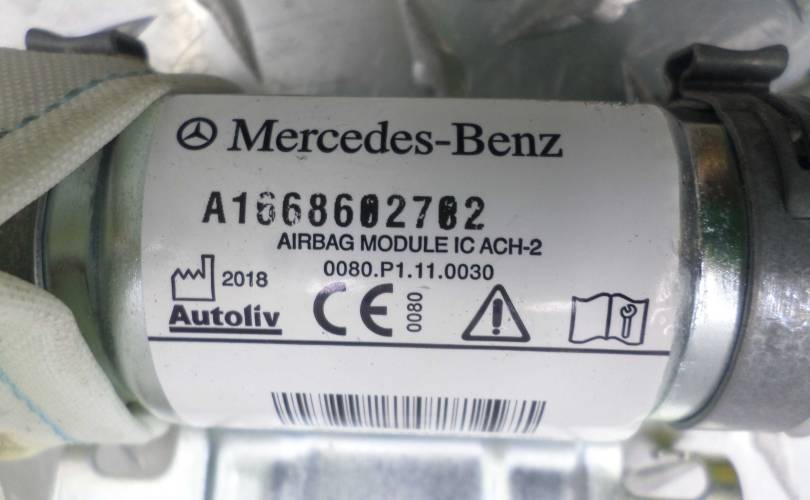 Mercedes-Benz
A1668602702
AIRBAG MODULE IC ACH-2
0080.P1.11.0030
2018
Autoliv
CE 0080